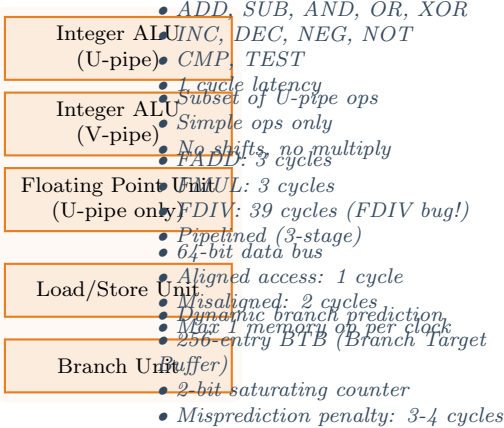 Integer ALU
(U-pipe)
• ADD, SUB, AND, OR, XOR
• INC, DEC, NEG, NOT
• CMP, TEST
• 1 cycle latency
Integer ALU
(V-pipe)
• Subset of U-pipe ops
• Simple ops only
• No shifts, no multiply
Floating Point Unit
(U-pipe only)
• FADD: 3 cycles
• FMUL: 3 cycles
• FDIV: 39 cycles (FDIV bug!)
• Pipelined (3-stage)
Load/Store Unit
• 64-bit data bus
• Aligned access: 1 cycle
• Misaligned: 2 cycles
• Max 1 memory op per clock
Branch Unit
• Dynamic branch prediction
• 256-entry BTB (Branch Target
Buffer)
• 2-bit saturating counter
• Misprediction penalty: 3-4 cycles